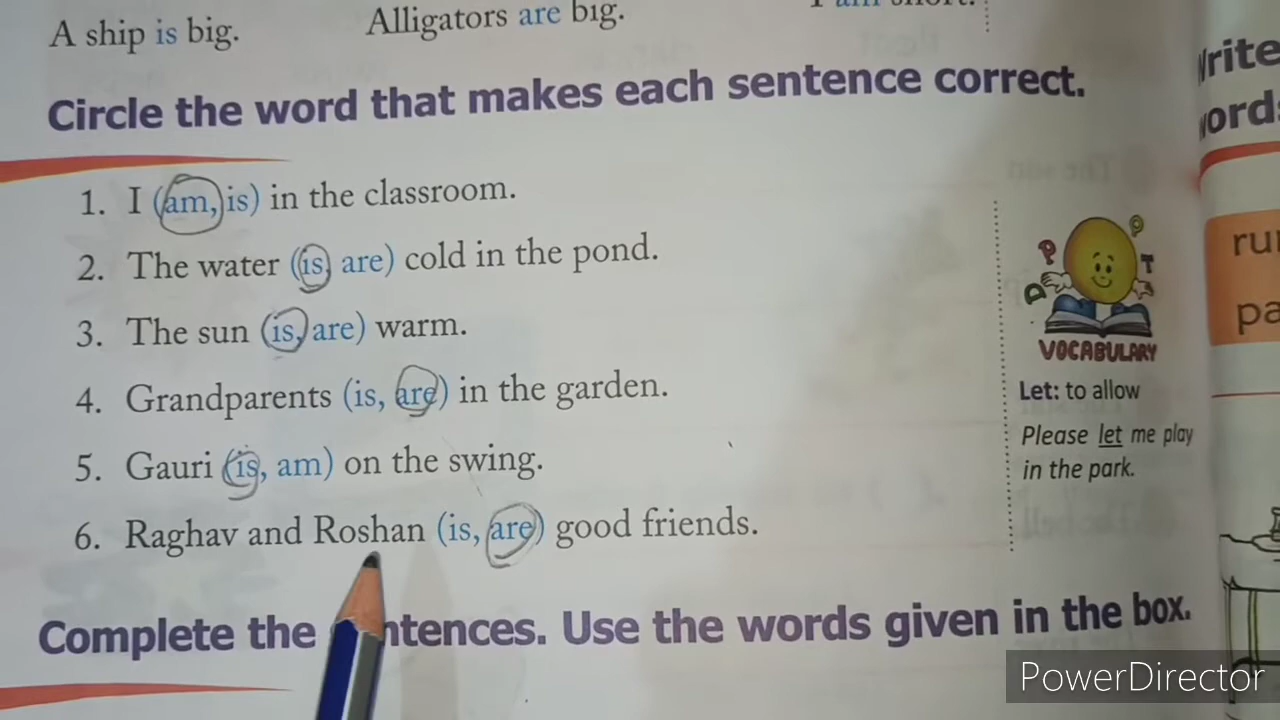 A ship is big.
Alligators are big.
I am short.
Circle the word that makes each sentence correct.
1. I (am, is) in the classroom.
2. The water (is, are) cold in the pond.
3. The sun (is, are) warm.
4. Grandparents (is, are) in the garden.
5. Gauri (is, am) on the swing.
6. Raghav and Roshan (is, are) good friends.
Complete the ntences. Use the words given in the box.
P P
D T
VOCABULARY
Let: to allow
Please let me play
in the park.
PowerDirector